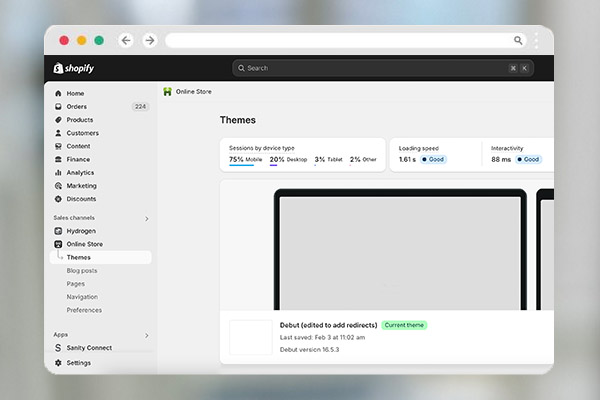 shopify
Search
⌘ K
Home
Orders 224
Products
Customers
Content
Finance
Analytics
Marketing
Discounts
Sales channels
Hydrogen
Online Store
Themes
Blog posts
Pages
Navigation
Preferences
Apps
Sanity Connect
Settings
Online Store
Themes
Sessions by device type
75% Mobile 20% Desktop 3% Tablet 2% Other
Loading speed
1.61 s Good
Interactivity
88 ms Good
Debut (edited to add redirects) Current theme
Last saved: Feb 3 at 11:02 am
Debut version 16.5.3